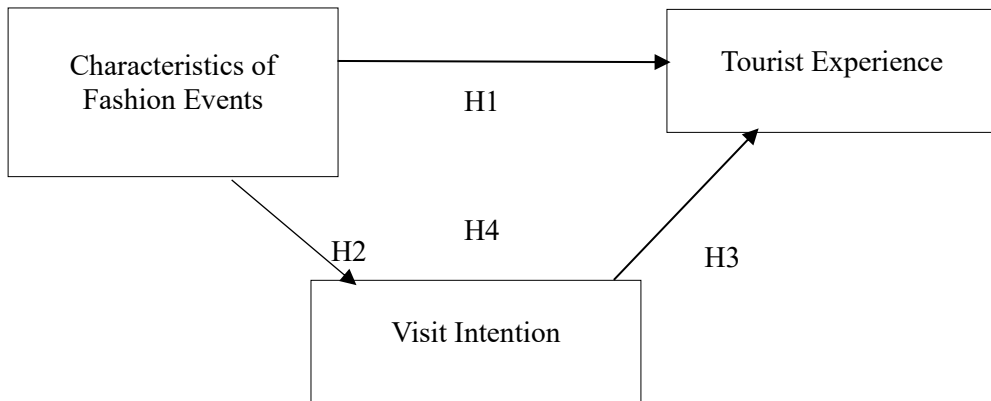 Characteristics of
Fashion Events
Tourist Experience
H1
H4
H2
H3
Visit Intention